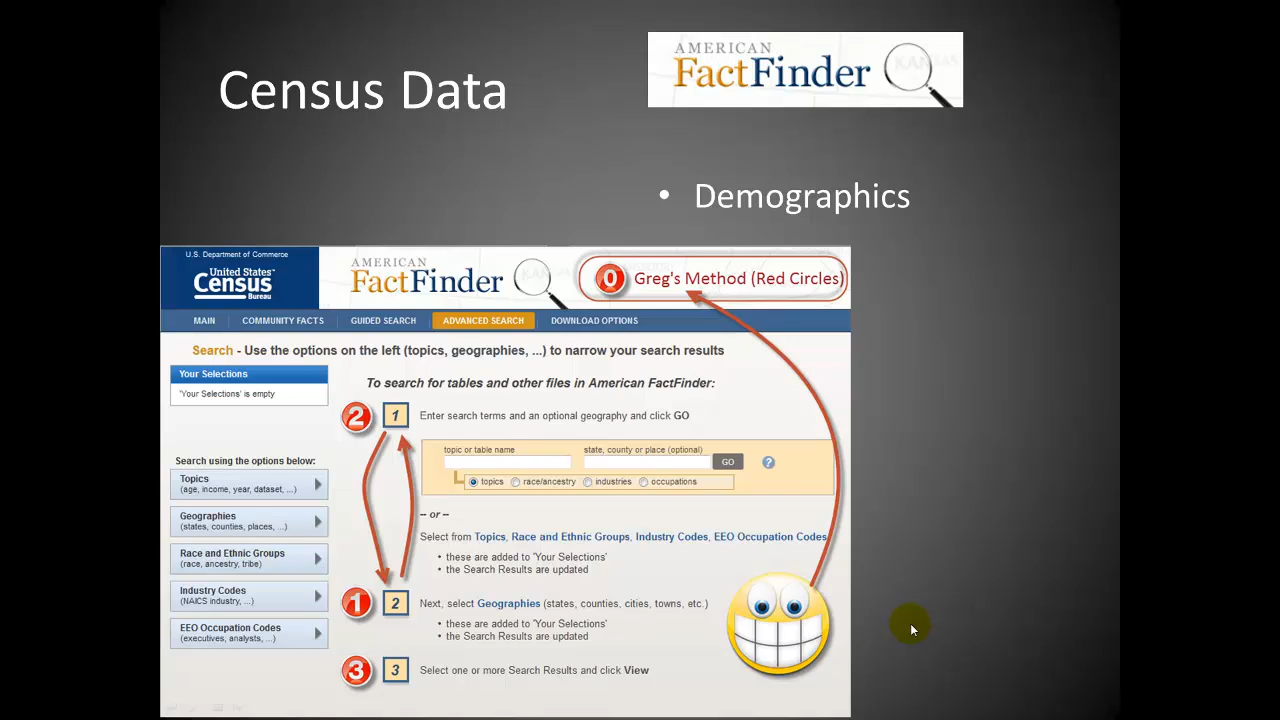 Census Data
AMERICAN
FactFinder
• Demographics
U.S. Department of Commerce
United States™
Census
Bureau
AMERICAN
FactFinder
0 Greg's Method (Red Circles)
MAIN COMMUNITY FACTS GUIDED SEARCH ADVANCED SEARCH DOWNLOAD OPTIONS
Search - Use the options on the left (topics, geographies, ...) to narrow your search results
Your Selections
'Your Selections' is empty
Search using the options below:
Topics
(age, income, year, dataset, ...)
Geographies
(states, counties, places, ...)
Race and Ethnic Groups
(race, ancestry, tribe)
Industry Codes
(NAICS industry, ...)
EEO Occupation Codes
(executives, analysts, ...)
To search for tables and other files in American FactFinder:
2 1 Enter search terms and an optional geography and click GO
topic or table name state, county or place (optional)
GO ?
topics race/ancestry industries occupations
-- or --
Select from Topics, Race and Ethnic Groups, Industry Codes, EEO Occupation Codes
• these are added to 'Your Selections'
• the Search Results are updated
1 2 Next, select Geographies (states, counties, cities, towns, etc.)
• these are added to 'Your Selections'
• the Search Results are updated
3 3 Select one or more Search Results and click View